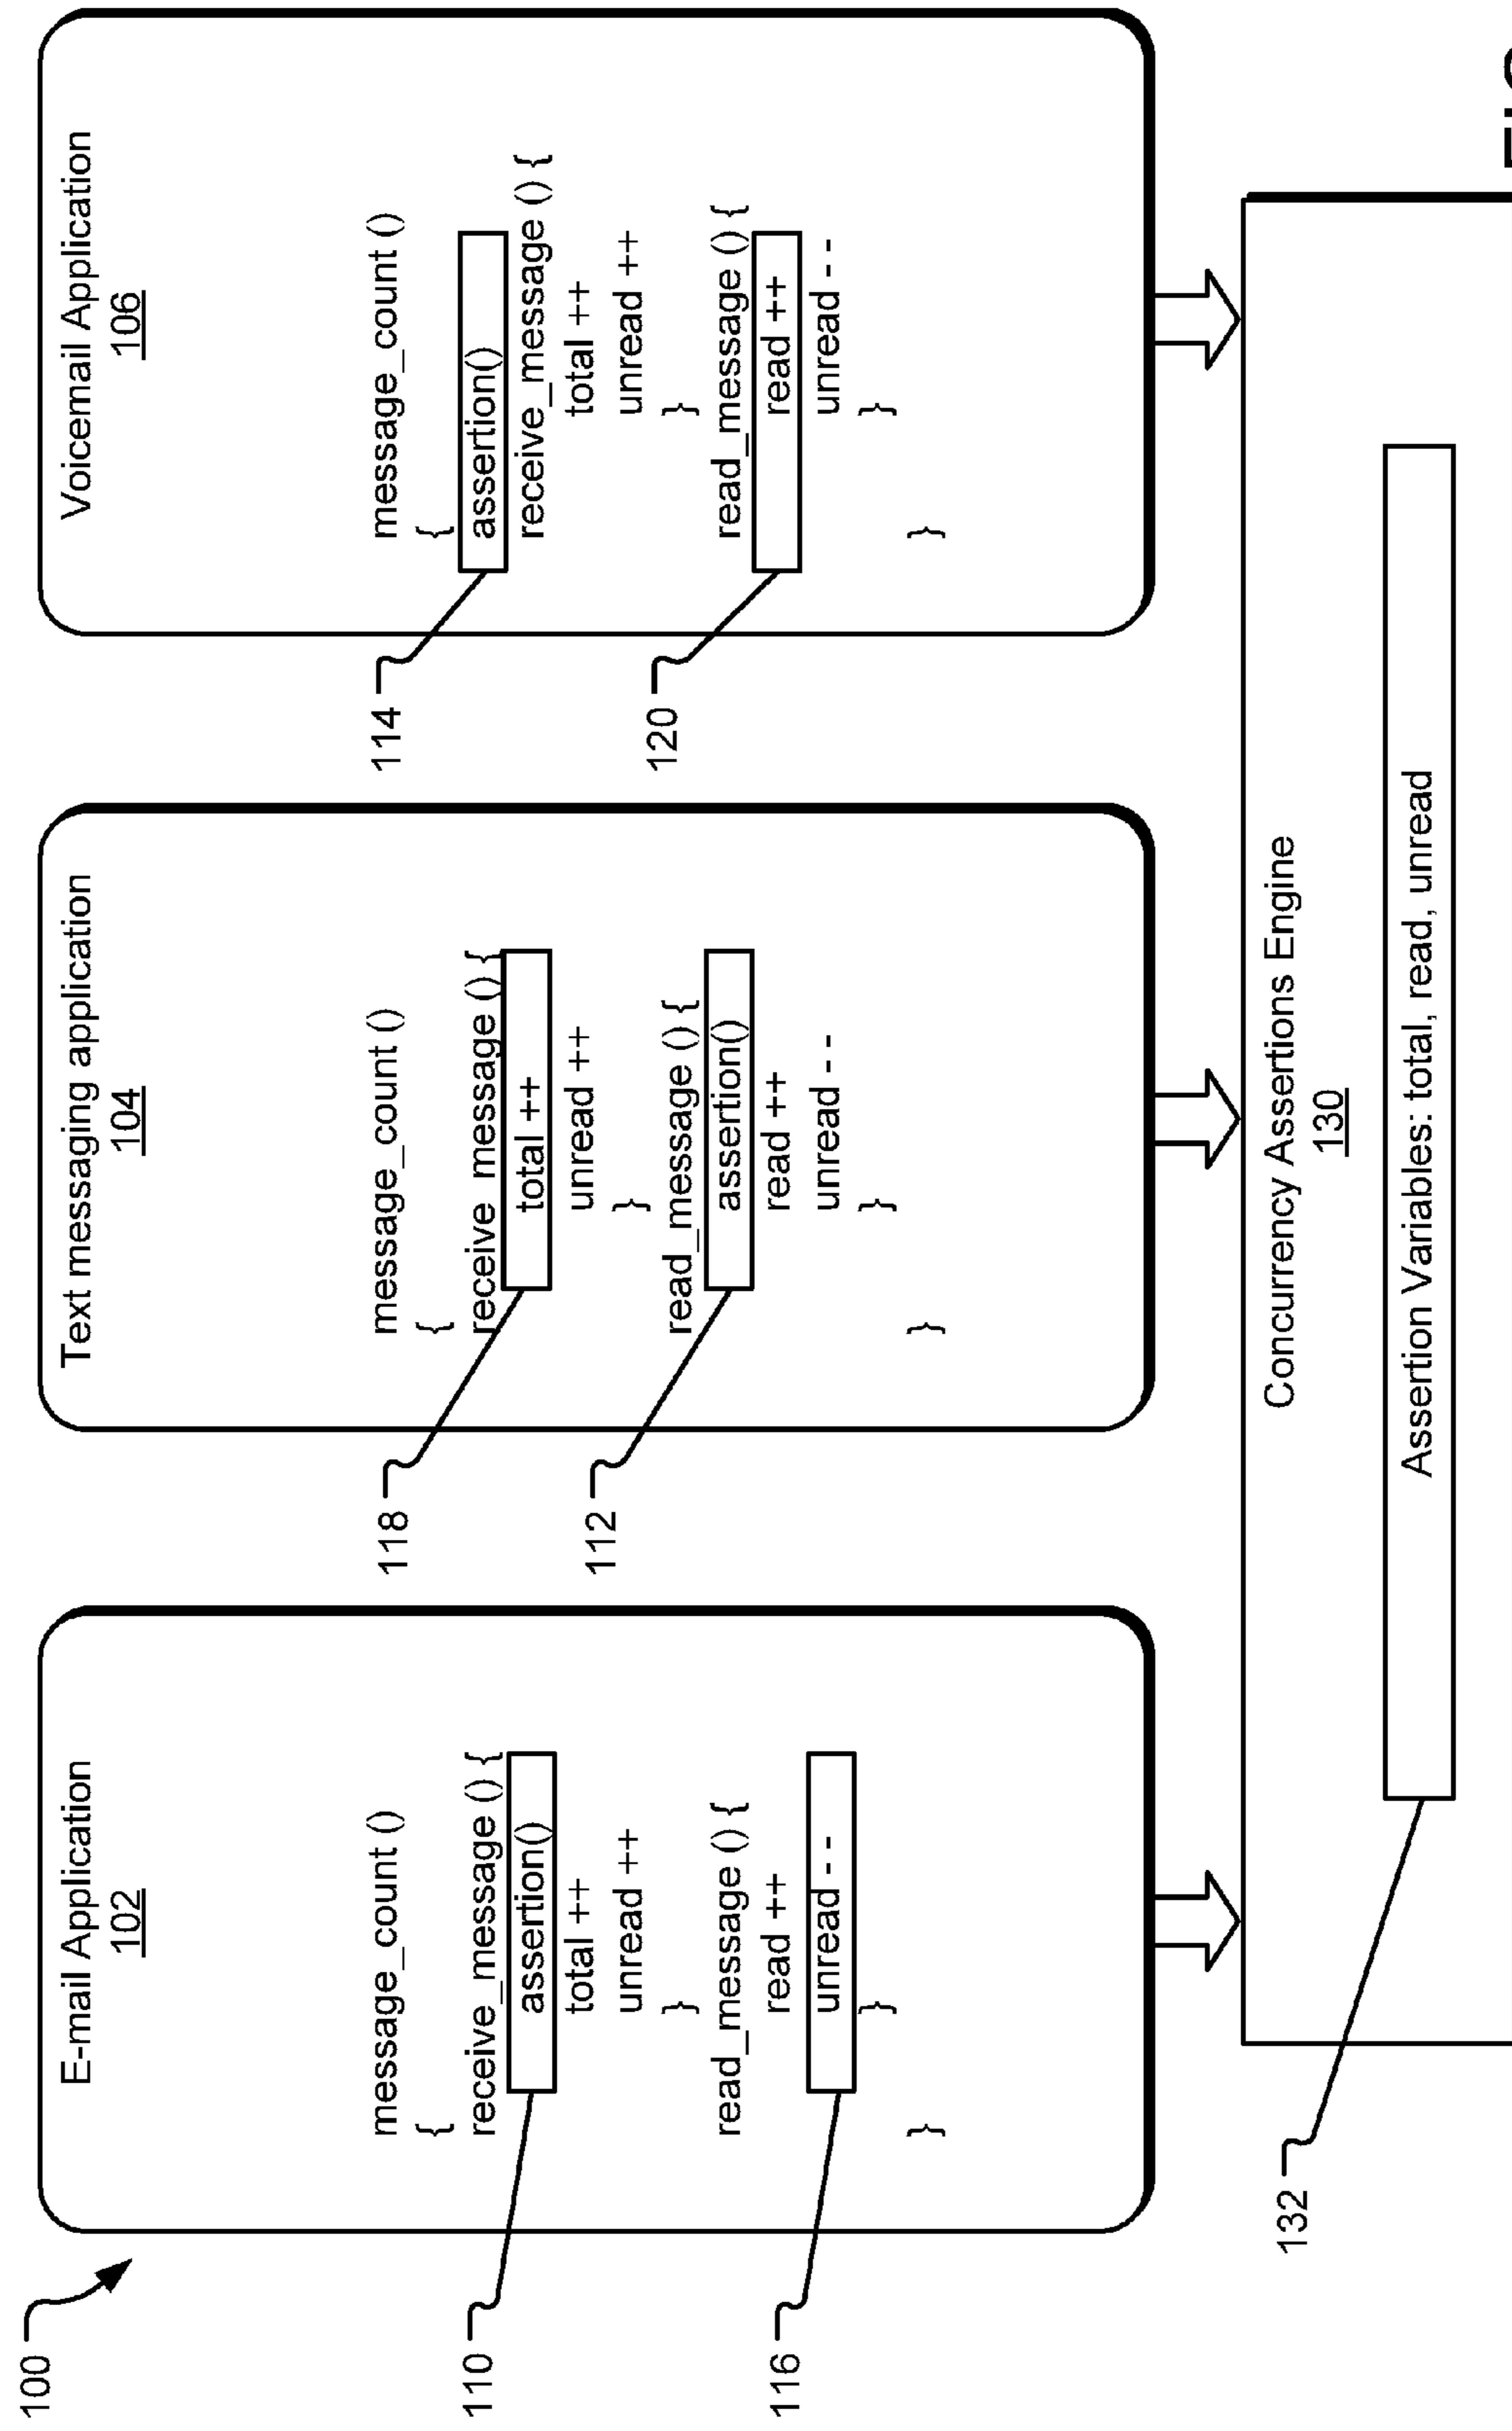 100
E-mail Application
102
message_count ()
{
receive_message () {
assertion()
total ++
unread ++
}
read_message () {
read ++
unread - -
}
}
110
116
Text messaging application
104
message_count ()
{
receive_message () {
total ++
unread ++
}
read_message () {
assertion()
read ++
unread - -
}
}
118
112
Voicemail Application
106
message_count ()
{
assertion()
receive_message () {
total ++
unread ++
}
read_message () {
read ++
unread - -
}
}
114
120
Concurrency Assertions Engine
130
Assertion Variables: total, read, unread
132